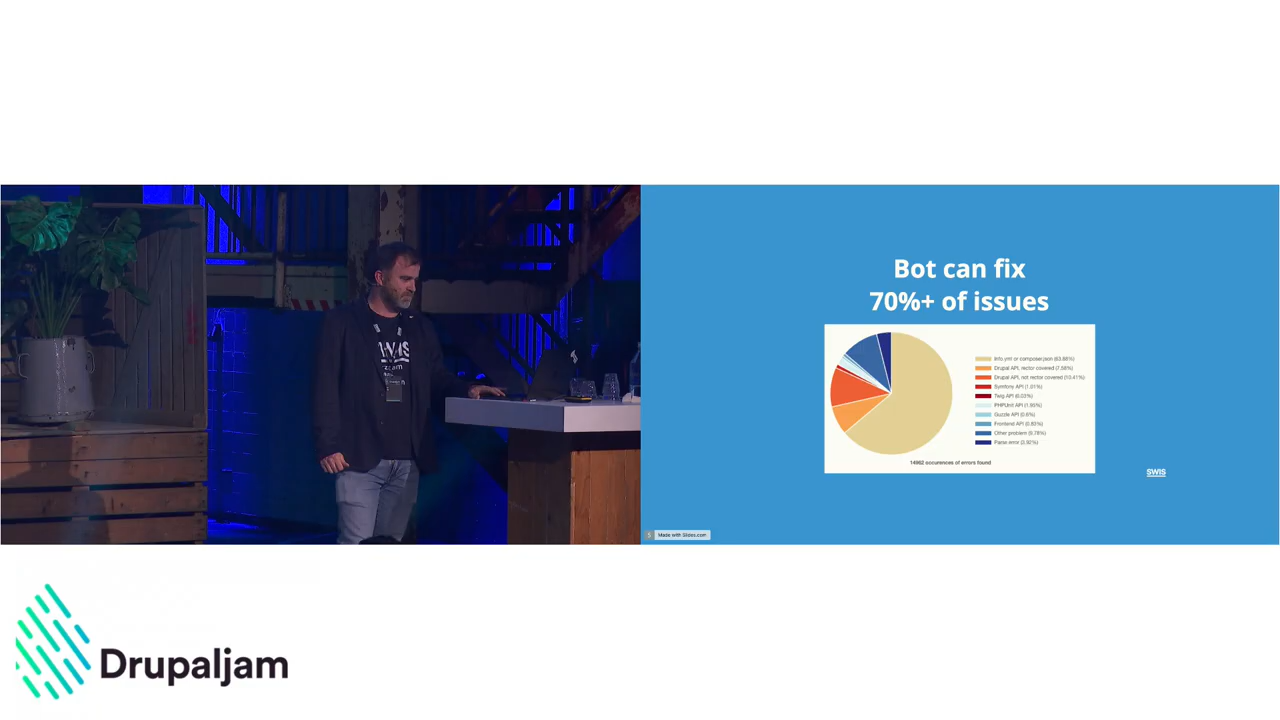 Bot can fix
70%+ of issues
Info.yml or composer.json (63.88%)
Drupal API, rector covered (7.58%)
Drupal API, not rector covered (10.41%)
Symfony API (1.01%)
Twig API (0.03%)
PHPUnit API (1.95%)
Guzzle API (0.6%)
Frontend API (0.83%)
Other problem (9.78%)
Parse error (3.92%)
14982 occurences of errors found
SWIS
Made with Slides.com
Drupaljam